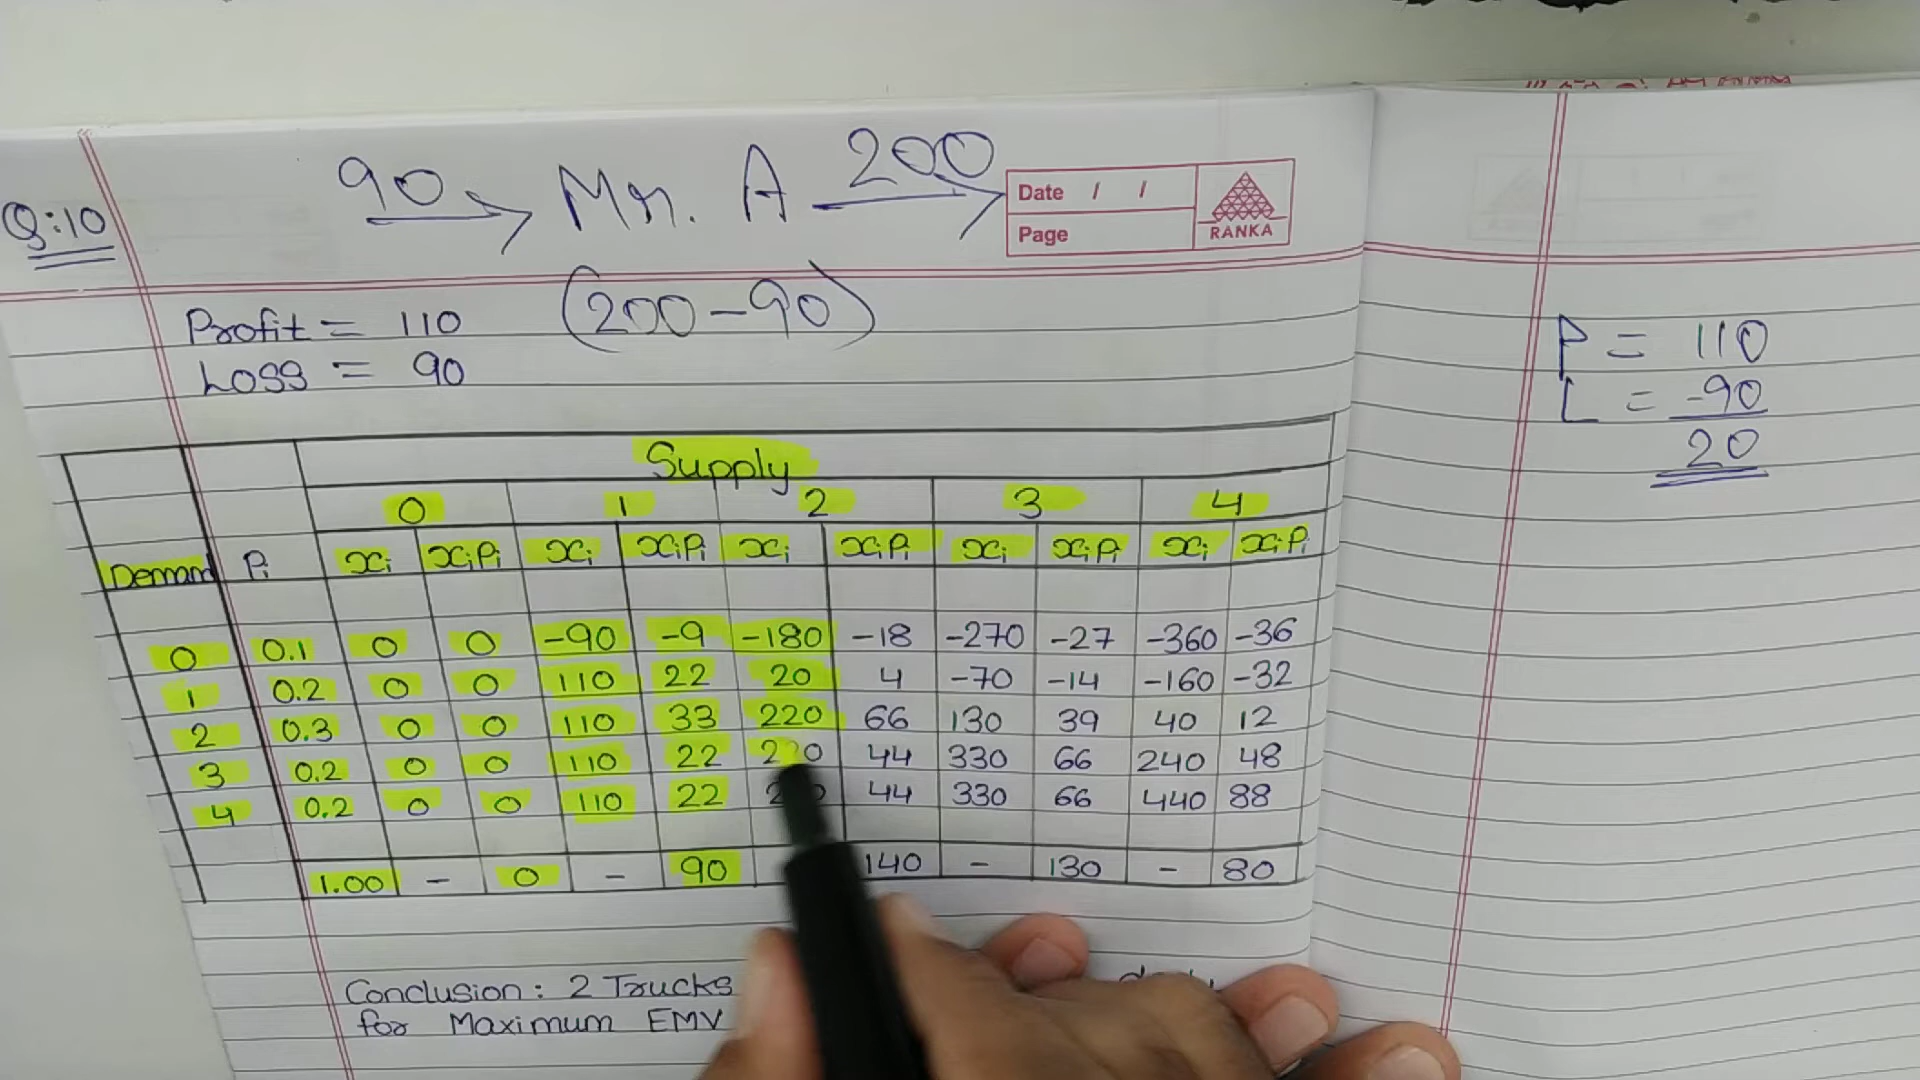 Q:10
90 → Mr. A 200 →
Date / /
Page
RANKA
Profit = 110 (200-90)
Loss = 90
P = 110
L = -90
20
Supply
0 1 2 3 4
Demand Pi xi xiPi xi xiPi xi xiPi xi xiPi xi xiPi
0 0.1 0 0 -90 -9 -180 -18 -270 -27 -360 -36
1 0.2 0 0 110 22 20 4 -70 -14 -160 -32
2 0.3 0 0 110 33 220 66 130 39 40 12
3 0.2 0 0 110 22 220 44 330 66 240 48
4 0.2 0 0 110 22 44 330 66 440 88
1.00 - 0 - 90 140 - 130 - 80
Conclusion: 2 Trucks
for Maximum EMV